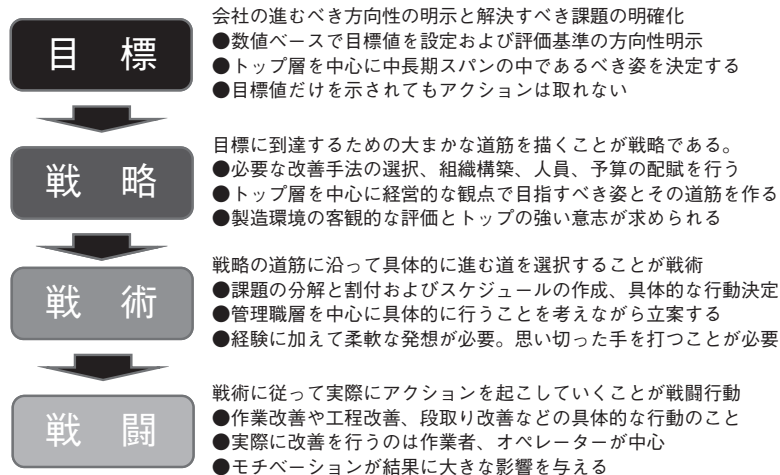 目 標
会社の進むべき方向性の明示と解決すべき課題の明確化
●数値ベースで目標値を設定および評価基準の方向性明示
●トップ層を中心に中長期スパンの中であるべき姿を決定する
●目標値だけを示されてもアクションは取れない
戦 略
目標に到達するための大まかな道筋を描くことが戦略である。
●必要な改善手法の選択、組織構築、人員、予算の配賦を行う
●トップ層を中心に経営的な観点で目指すべき姿とその道筋を作る
●製造環境の客観的な評価とトップの強い意志が求められる
戦 術
戦略の道筋に沿って具体的に進む道を選択することが戦術
●課題の分解と割付およびスケジュールの作成、具体的な行動決定
●管理職層を中心に具体的に行うことを考えながら立案する
●経験に加えて柔軟な発想が必要。思い切った手を打つことが必要
戦 闘
戦術に従って実際にアクションを起こしていくことが戦闘行動
●作業改善や工程改善、段取り改善などの具体的な行動のこと
●実際に改善を行うのは作業者、オペレーターが中心
●モチベーションが結果に大きな影響を与える